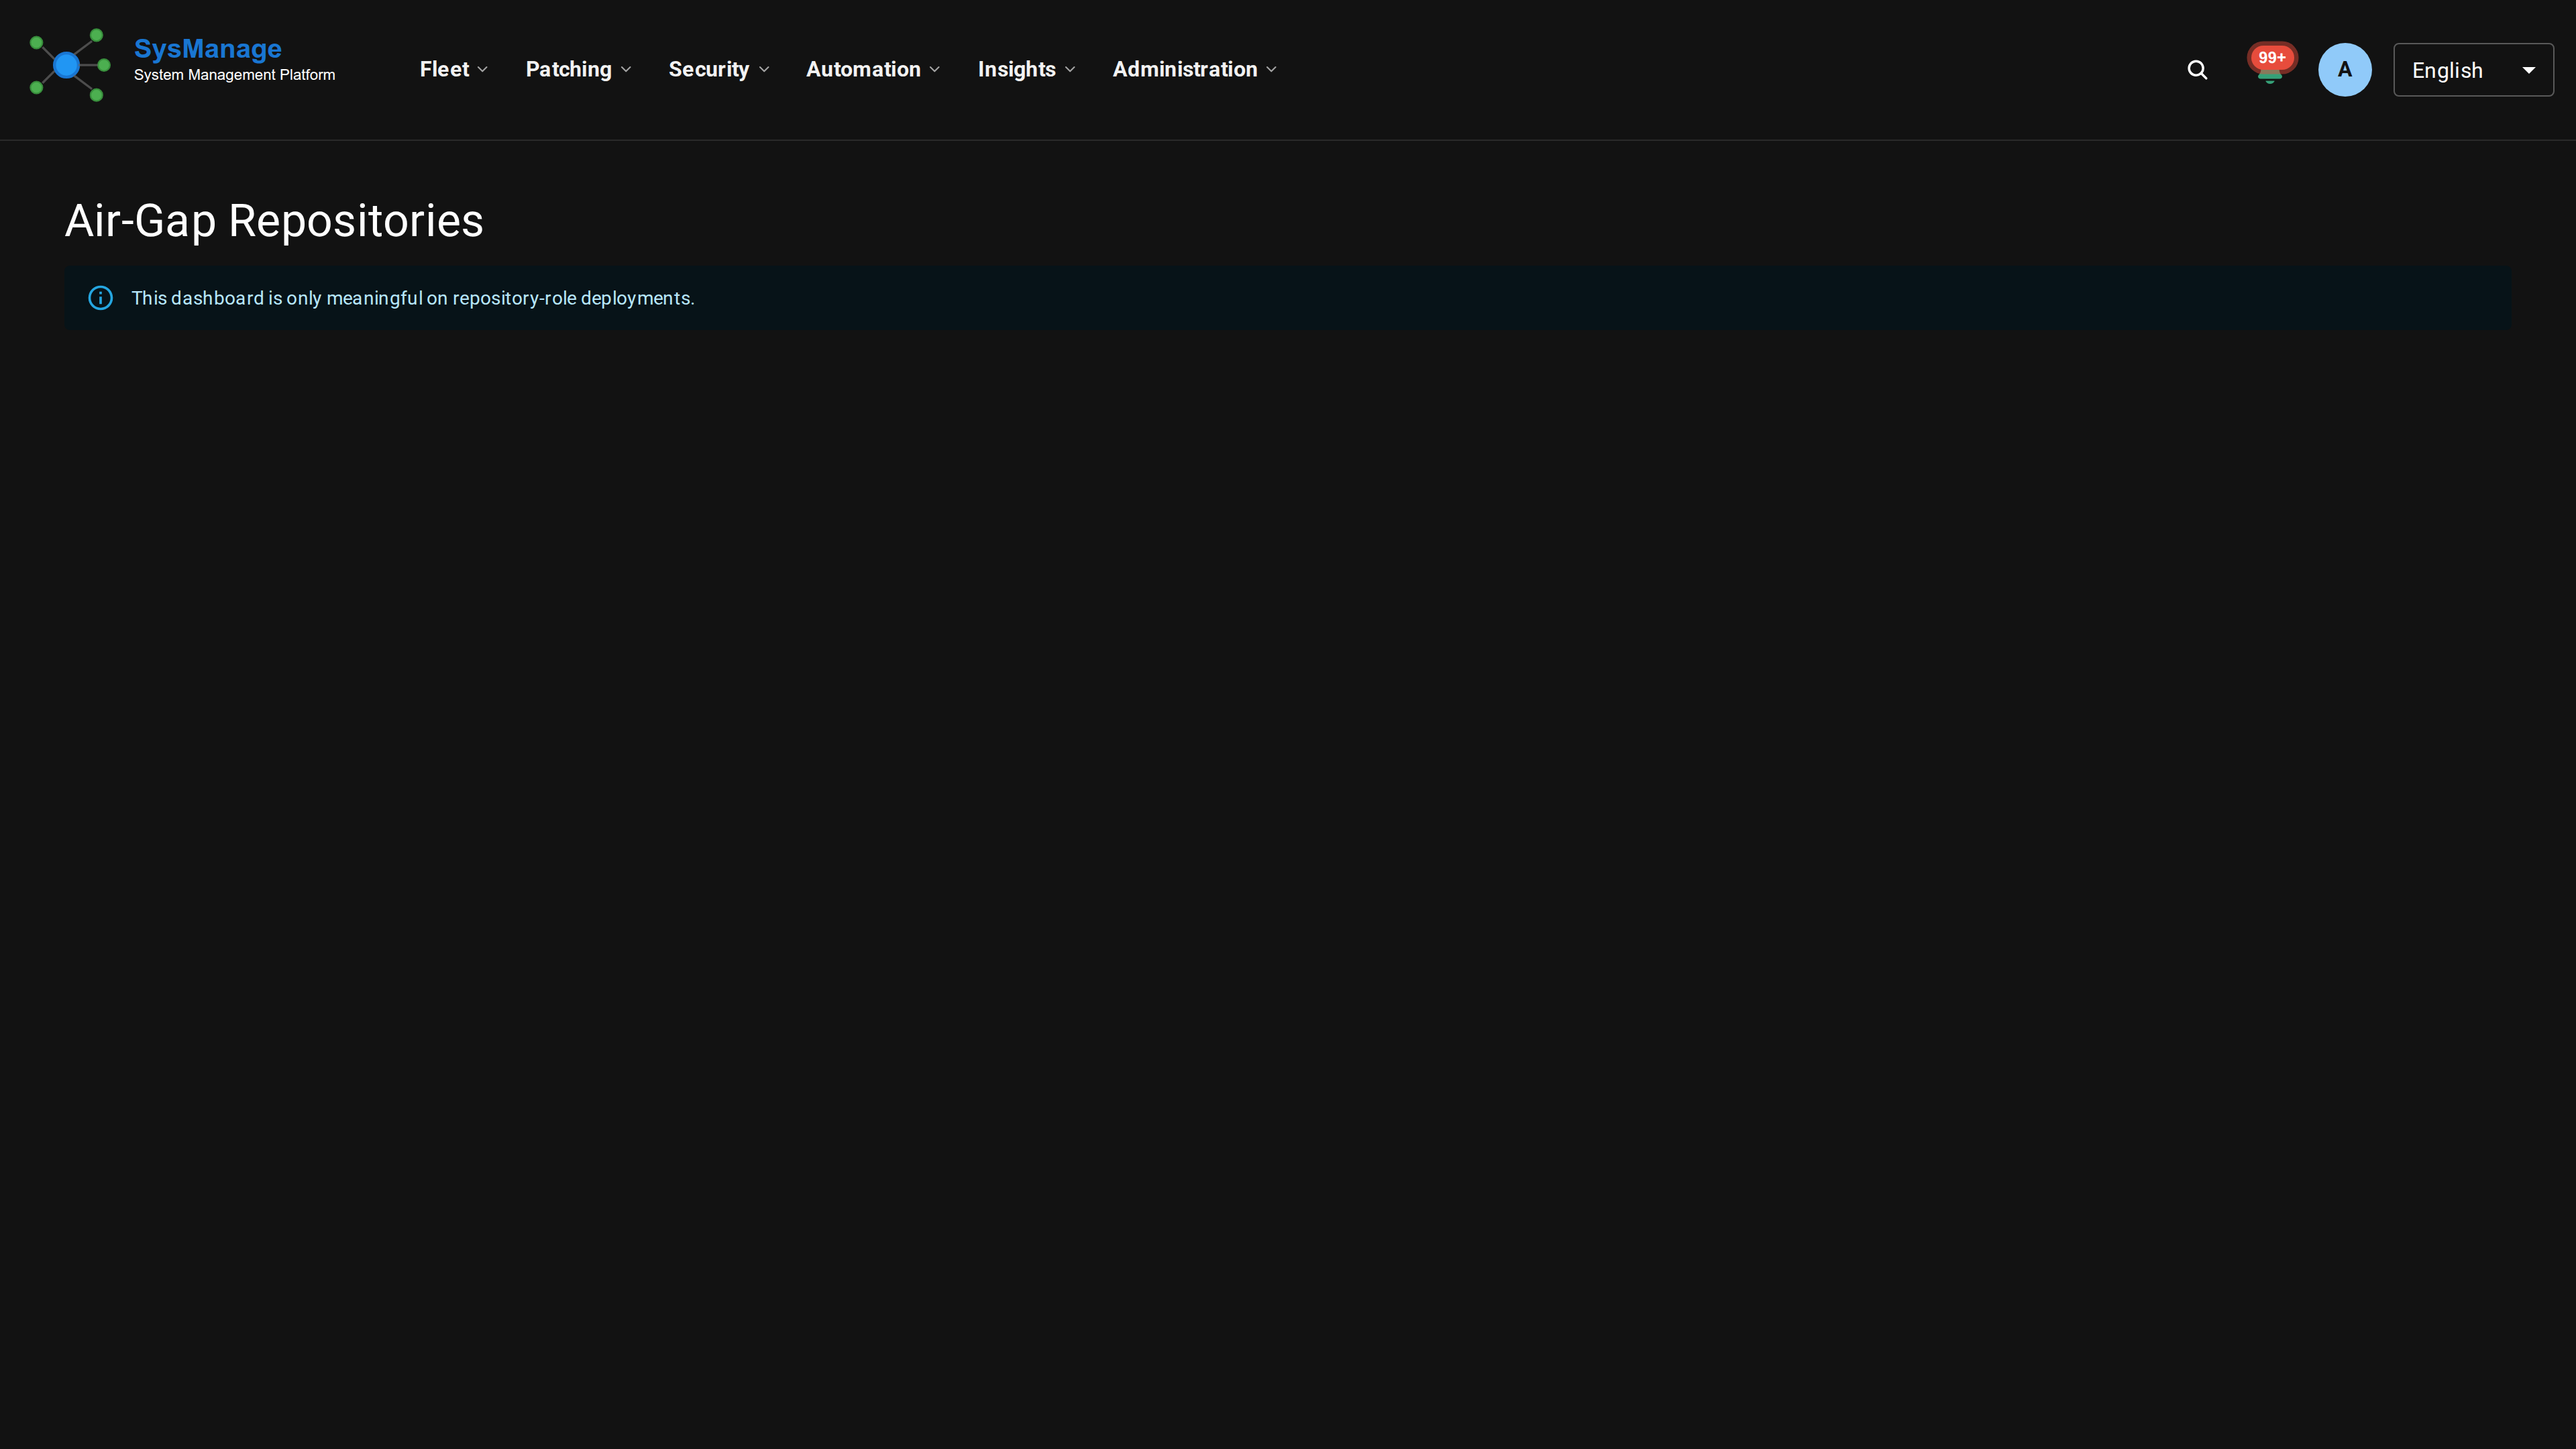 SysManage
System Management Platform
Fleet
Patching
Security
Automation
Insights
Administration
99+
A
English
Air-Gap Repositories
This dashboard is only meaningful on repository-role deployments.